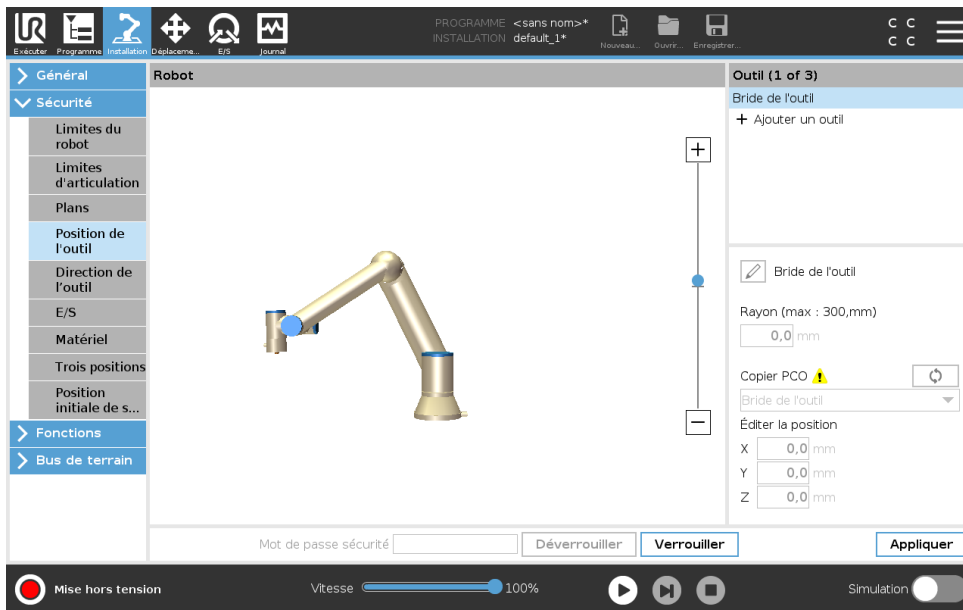 UR
PROGRAMME <sans nom>*
INSTALLATION default_1*
C C
C C
Exécuter Programme Installation Déplaceme... E/S Journal
Nouveau... Ouvrir... Enregistrer...
Général
Sécurité
Limites du
robot
Limites
d'articulation
Plans
Position de
l'outil
Direction de
l'outil
E/S
Matériel
Trois positions
Position
initiale de s...
Fonctions
Bus de terrain
Robot
+
−
Outil (1 of 3)
Bride de l'outil
+ Ajouter un outil
Bride de l'outil
Rayon (max : 300,mm)
0,0 mm
Copier PCO
Bride de l'outil
Éditer la position
X 0,0 mm
Y 0,0 mm
Z 0,0 mm
Mot de passe sécurité Déverrouiller Verrouiller Appliquer
Mise hors tension Vitesse 100% Simulation